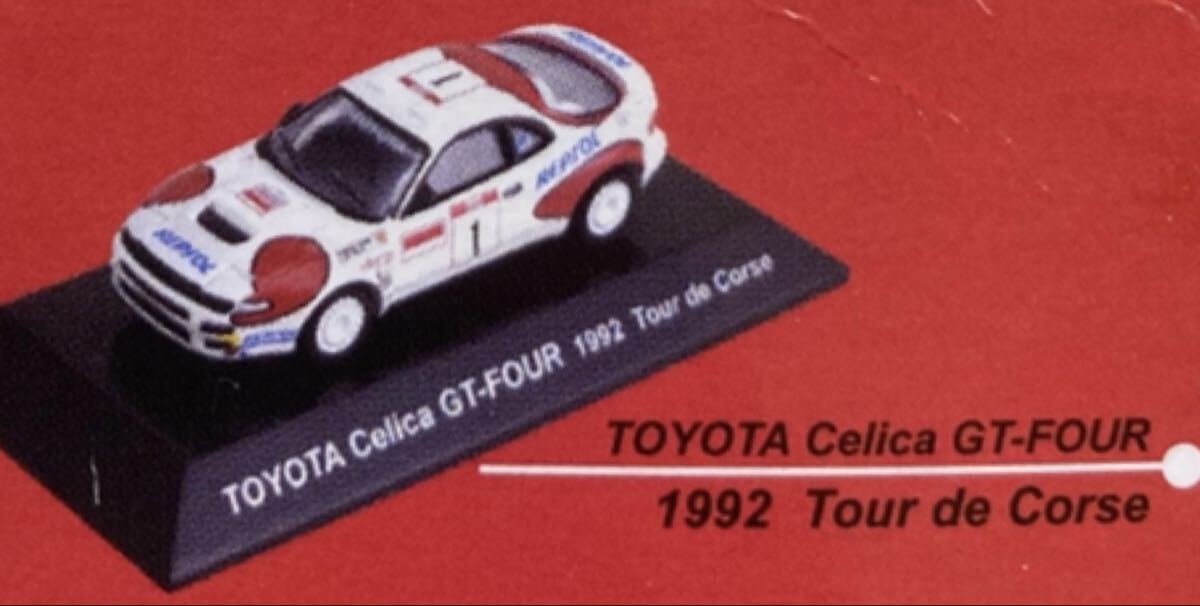 REPSOL
1
REPSOL
REPSOL
1
TOYOTA Celica GT-FOUR 1992 Tour de Corse
TOYOTA Celica GT-FOUR
1992 Tour de Corse